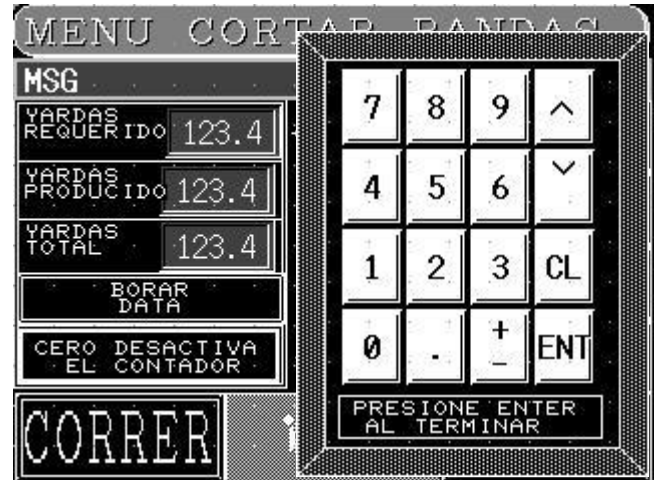 MENU CORTAR BANDAS
MSG
YARDAS
REQUERIDO 123.4
YARDAS
PRODUCIDO 123.4
YARDAS
TOTAL 123.4
BORAR
DATA
CERO DESACTIVA
EL CONTADOR
CORRER
7 8 9 ^
4 5 6 ˅
1 2 3 CL
0 . +/- ENT
PRESIONE ENTER
AL TERMINAR